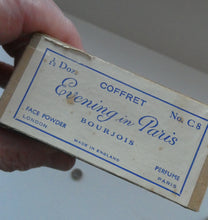 COFFRET
½ Doz No. C8
Evening in Paris
BOURJOIS
FACE POWDER PERFUME
LONDON PARIS
MADE IN ENGLAND